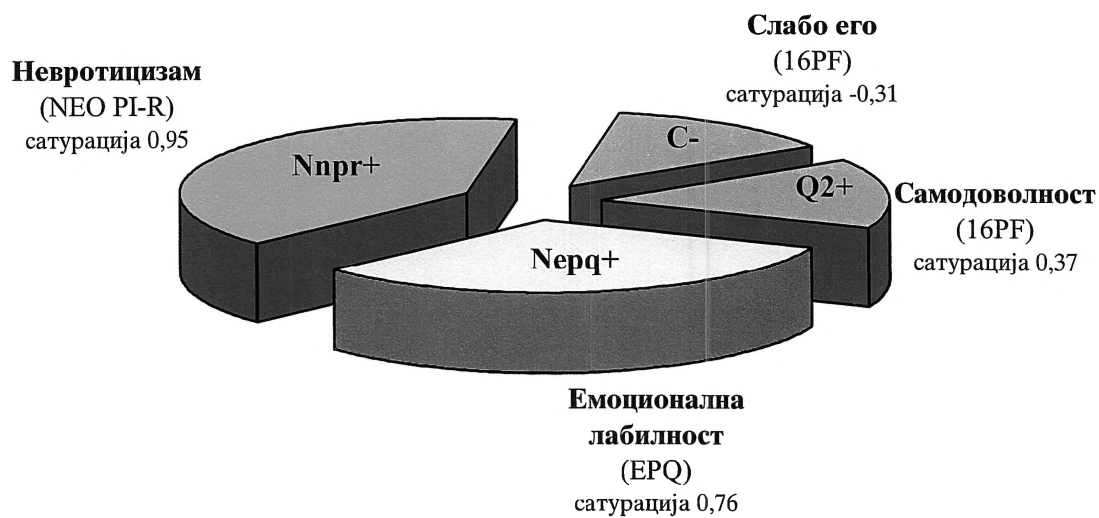 Слабо его
(16PF)
сатурација -0,31
Невротицизам
(NEO PI-R)
сатурација 0,95
C-
Nnpr+
Q2+
Самодоволност
(16PF)
сатурација 0,37
Nepq+
Емоционална
лабилност
(EPQ)
сатурација 0,76